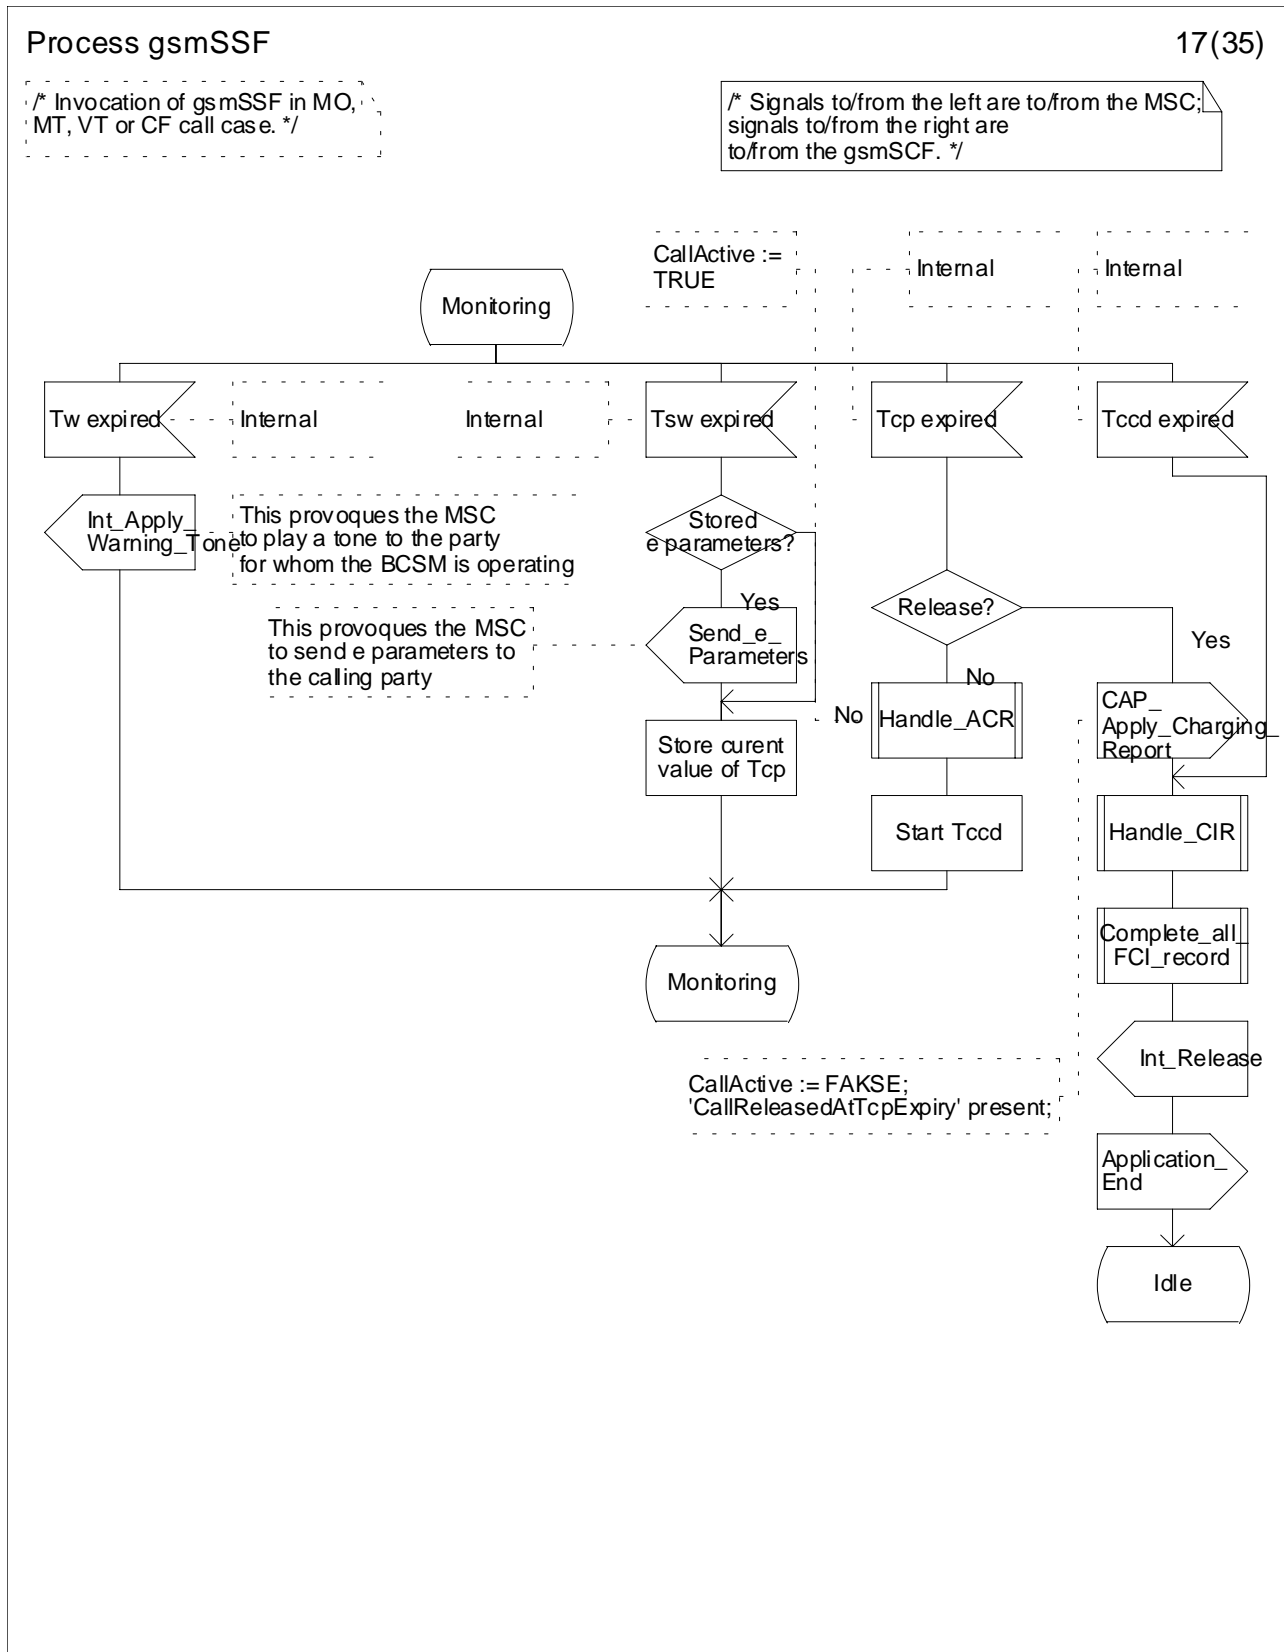 Process gsmSSF
17(35)
/* Invocation of gsmSSF in MO,
MT, VT or CF call case. */
/* Signals to/from the left are to/from the MSC;
signals to/from the right are
to/from the gsmSCF. */
CallActive :=
TRUE
Internal
Internal
Monitoring
Tw expired
Internal
Internal
Tsw expired
Tcp expired
Tccd expired
Int_Apply_
Warning_Tone
This provoques the MSC
to play a tone to the party
for whom the BCSM is operating
Stored
e parameters?
Yes
Release?
Yes
This provoques the MSC
to send e parameters to
the calling party
Send_e_
Parameters
No
No
Handle_ACR
CAP_
Apply_Charging_
Report
Store curent
value of Tcp
Start Tccd
Handle_CIR
Complete_all_
FCI_record
Monitoring
Int_Release
CallActive := FAKSE;
'CallReleasedAtTcpExpiry' present;
Application_
End
Idle